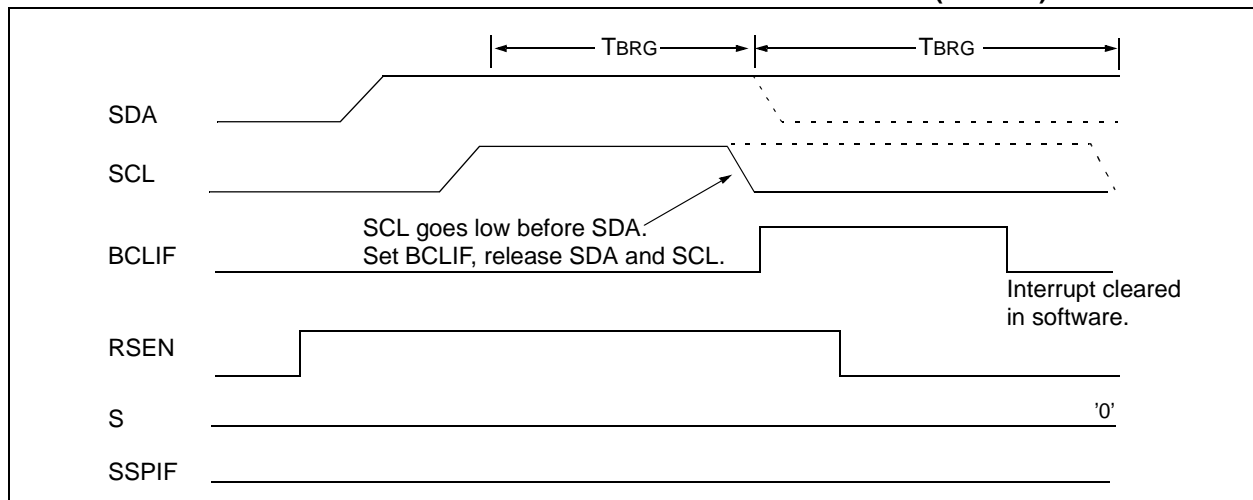 TBRG TBRG
SDA
SCL
SCL goes low before SDA.
Set BCLIF, release SDA and SCL.
BCLIF
Interrupt cleared
in software.
RSEN
S '0'
SSPIF